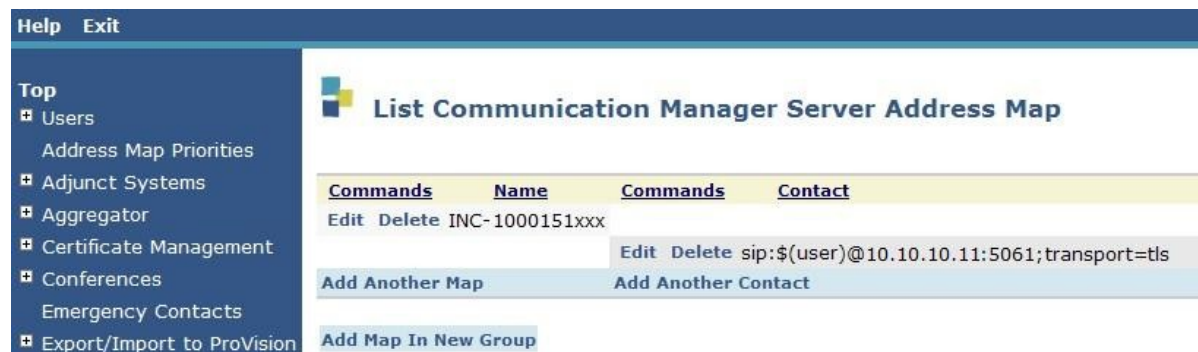 Help Exit
Top
Users
Address Map Priorities
Adjunct Systems
Aggregator
Certificate Management
Conferences
Emergency Contacts
Export/Import to ProVision
List Communication Manager Server Address Map
Commands Name Commands Contact
Edit Delete INC-1000151xxx
Edit Delete sip:$(user)@10.10.10.11:5061;transport=tls
Add Another Map Add Another Contact
Add Map In New Group